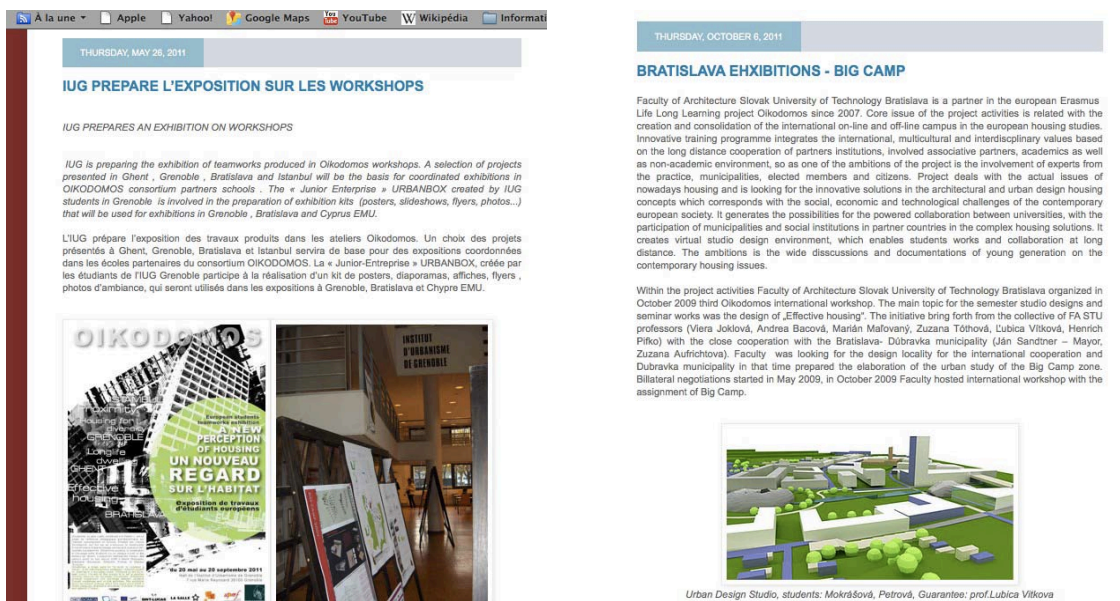 À la une
Apple
Yahoo!
Google Maps
YouTube
Wikipédia
Informati
THURSDAY, MAY 26, 2011
IUG PREPARE L'EXPOSITION SUR LES WORKSHOPS
IUG PREPARES AN EXHIBITION ON WORKSHOPS
IUG is preparing the exhibition of teamworks produced in Oikodomos workshops. A selection of projects
presented in Ghent , Grenoble , Bratislava and Istanbul will be the basis for coordinated exhibitions in
OIKODOMOS consortium partners schools . The « Junior Enterprise » URBANBOX created by IUG
students in Grenoble is involved in the preparation of exhibition kits (posters, slideshows, flyers, photos...)
that will be used for exhibitions in Grenoble , Bratislava and Cyprus EMU.
L'IUG prépare l'exposition des travaux produits dans les ateliers Oikodomos. Un choix des projets
présentés à Ghent, Grenoble, Bratislava et Istanbul servira de base pour des expositions coordonnées
dans les écoles partenaires du consortium OIKODOMOS. La « Junior-Entreprise » URBANBOX, créée par
les étudiants de l'IUG Grenoble participe à la réalisation d'un kit de posters, diaporamas, affiches, flyers ,
photos d'ambiance, qui seront utilisés dans les expositions à Grenoble, Bratislava et Chypre EMU.
OIKODOMOS
ISTANBUL
Proximity
Housing for
diversity
GRENOBLE
Longlife
dwelling
GHENT
Effective
housing
BRATISLAVA
European students
teamworks exhibition
A NEW
PERCEPTION
OF HOUSING
UN NOUVEAU
REGARD
SUR L'HABITAT
Exposition de travaux
d'étudiants européens
Du 20 mai au 20 septembre 2011
INSTITUT
D'URBANISME
DE GRENOBLE
THURSDAY, OCTOBER 6, 2011
BRATISLAVA EHXIBITIONS - BIG CAMP
Faculty of Architecture Slovak University of Technology Bratislava is a partner in the european Erasmus
Life Long Learning project Oikodomos since 2007. Core issue of the project activities is related with the
creation and consolidation of the international on-line and off-line campus in the european housing studies.
Innovative training programme integrates the international, multicultural and interdiscplinary values based
on the long distance cooperation of partners institutions, involved associative partners, academics as well
as non-academic environment, so as one of the ambitions of the project is the involvement of experts from
the practice, municipalities, elected members and citizens. Project deals with the actual issues of
nowadays housing and is looking for the innovative solutions in the architectural and urban design housing
concepts which corresponds with the social, economic and technological challenges of the contemporary
european society. It generates the possibilities for the powered collaboration between universities, with the
participation of municipalities and social institutions in partner countries in the complex housing solutions. It
creates virtual studio design environment, which enables students works and collaboration at long
distance. The ambitions is the wide disscussions and documentations of young generation on the
contemporary housing issues.
Within the project activities Faculty of Architecture Slovak University of Technology Bratislava organized in
October 2009 third Oikodomos international workshop. The main topic for the semester studio designs and
seminar works was the design of „Effective housing". The initiative bring forth from the collective of FA STU
professors (Viera Joklová, Andrea Bacová, Marián Maľovaný, Zuzana Tóthová, Ľubica Vitková, Henrich
Pifko) with the close cooperation with the Bratislava- Dúbravka municipality (Ján Sandtner – Mayor,
Zuzana Aufrichtova). Faculty was looking for the design locality for the international cooperation and
Dubravka municipality in that time prepared the elaboration of the urban study of the Big Camp zone.
Billateral negotiations started in May 2009, in October 2009 Faculty hosted international workshop with the
assignment of Big Camp.
Urban Design Studio, students: Mokrášová, Petrová, Guarantee: prof.Lubica Vitkova